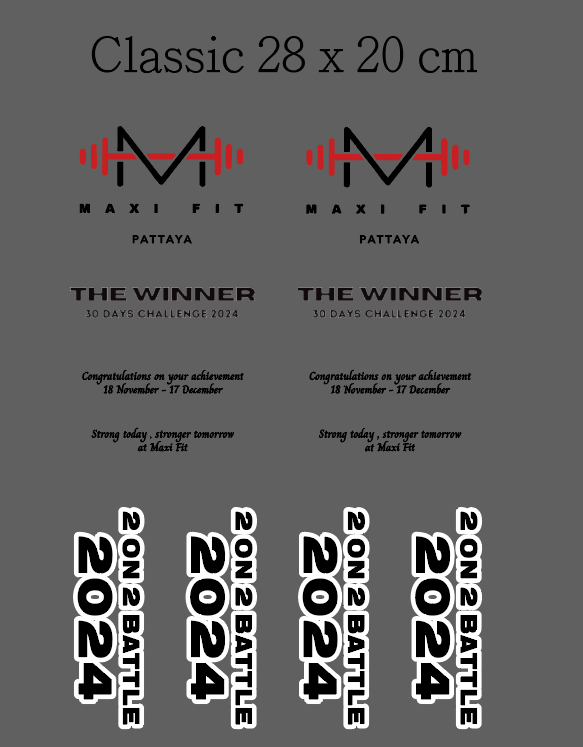 Classic 28 x 20 cm
M
MAXI FIT
PATTAYA
THE WINNER
30 DAYS CHALLENGE 2024
Congratulations on your achievement
18 November - 17 December
Strong today , stronger tomorrow
at Maxi Fit
M
MAXI FIT
PATTAYA
THE WINNER
30 DAYS CHALLENGE 2024
Congratulations on your achievement
18 November - 17 December
Strong today , stronger tomorrow
at Maxi Fit
2 ON 2 BATTLE
2024
2 ON 2 BATTLE
2024
2 ON 2 BATTLE
2024
2 ON 2 BATTLE
2024